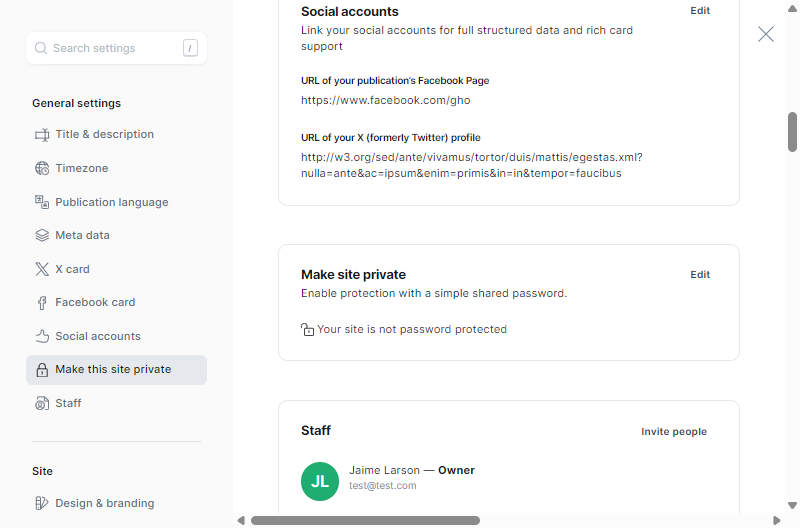 Search settings /
General settings
Title & description
Timezone
Publication language
Meta data
X card
Facebook card
Social accounts
Make this site private
Staff
Site
Design & branding
Social accounts
Edit
Link your social accounts for full structured data and rich card
support
URL of your publication's Facebook Page
https://www.facebook.com/gho
URL of your X (formerly Twitter) profile
http://w3.org/sed/ante/vivamus/tortor/duis/mattis/egestas.xml?
nulla=ante&ac=ipsum&enim=primis&in=in&tempor=faucibus
Make site private
Edit
Enable protection with a simple shared password.
Your site is not password protected
Staff
Invite people
JL
Jaime Larson — Owner
test@test.com